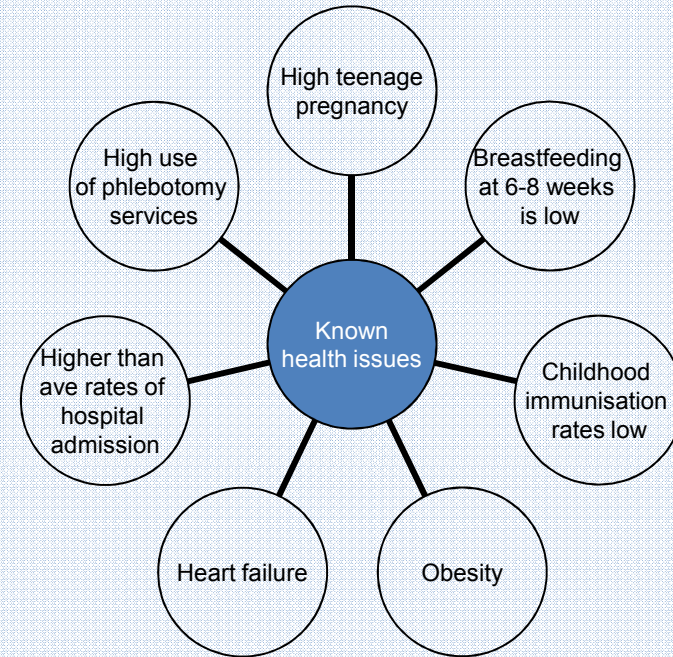 High teenage
pregnancy
High use
of phlebotomy
services
Breastfeeding
at 6-8 weeks
is low
Known
health issues
Higher than
ave rates of
hospital
admission
Childhood
immunisation
rates low
Heart failure
Obesity